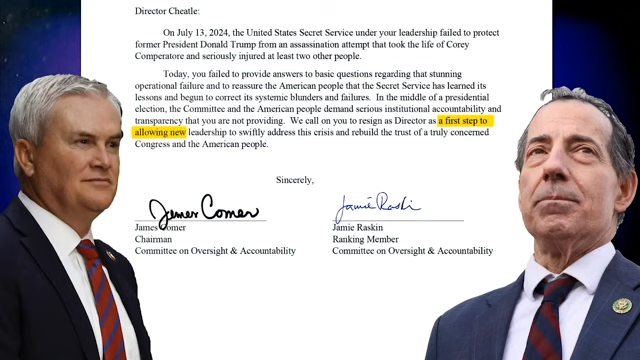 Director Cheatle:
On July 13, 2024, the United States Secret Service under your leadership failed to protect
former President Donald Trump from an assassination attempt that took the life of Corey
Comperatore and seriously injured at least two other people.
Today, you failed to provide answers to basic questions regarding that stunning
operational failure and to reassure the American people that the Secret Service has learned its
lessons and begun to correct its systemic blunders and failures. In the middle of a presidential
election, the Committee and the American people demand serious institutional accountability and
transparency that you are not providing. We call on you to resign as Director as a first step to
allowing new leadership to swiftly address this crisis and rebuild the trust of a truly concerned
Congress and the American people.
Sincerely,
James Comer Jamie Raskin
James Comer Jamie Raskin
Chairman Ranking Member
Committee on Oversight & Accountability Committee on Oversight & Accountability